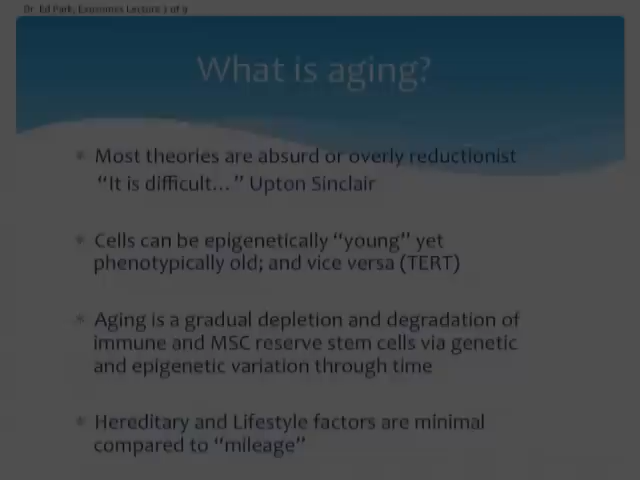 Dr. Ed Park, Exosomes Lecture 7 of 9
What is aging?
Most theories are absurd or overly reductionist
“It is difficult...” Upton Sinclair
Cells can be epigenetically “young” yet
phenotypically old; and vice versa (TERT)
Aging is a gradual depletion and degradation of
immune and MSC reserve stem cells via genetic
and epigenetic variation through time
Hereditary and Lifestyle factors are minimal
compared to “mileage”